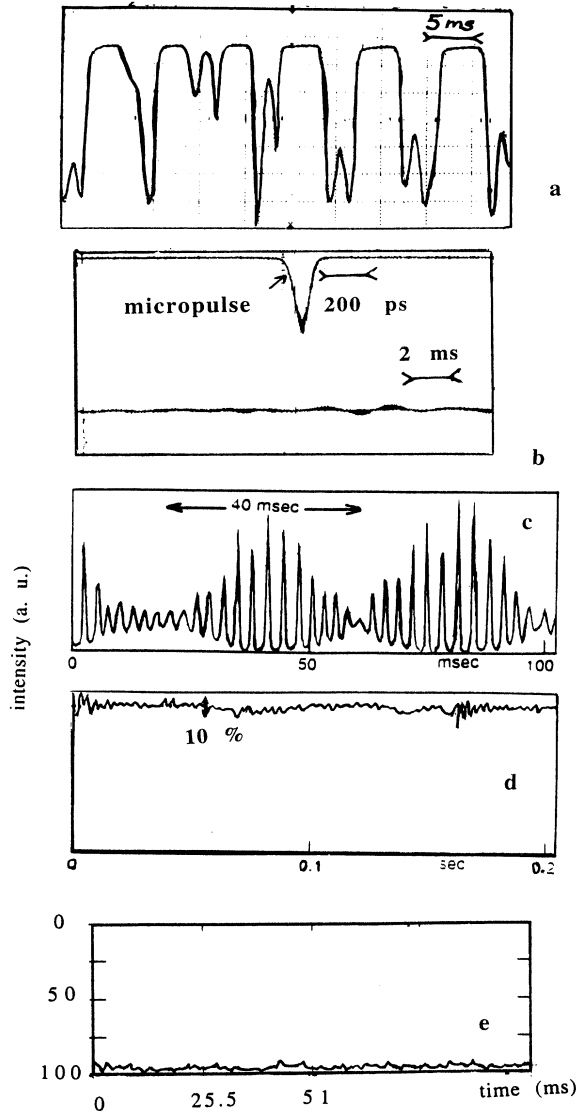 5 ms
a
micropulse 200 ps
2 ms
b
40 msec
c
0 50 msec 100
intensity (a. u.)
10 %
d
0 0.1 sec 0.2
0
50
e
100
0 25.5 51 time (ms)